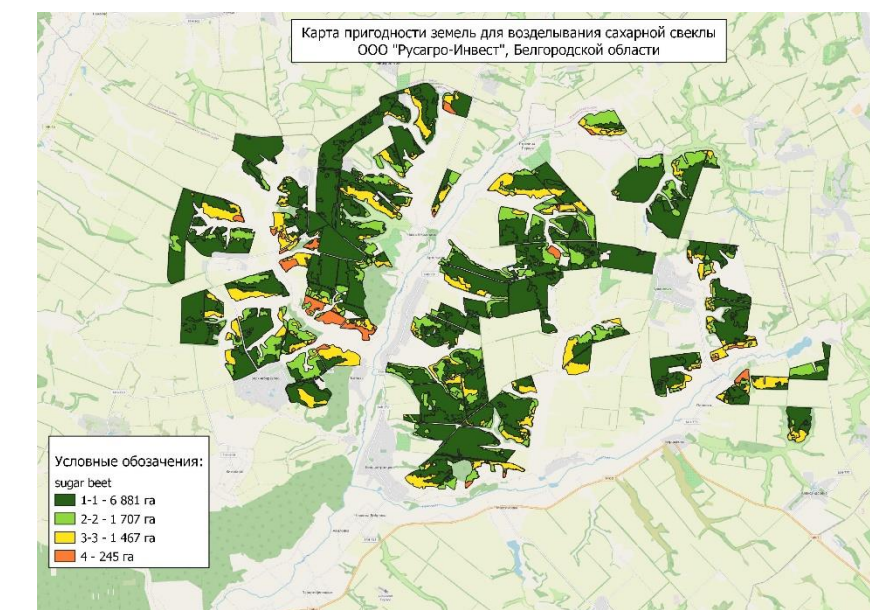 Карта пригодности земель для возделывания сахарной свеклы
ООО "Русагро-Инвест", Белгородской области
Условные обозачения:
sugar beet
1-1 - 6 881 га
2-2 - 1 707 га
3-3 - 1 467 га
4 - 245 га